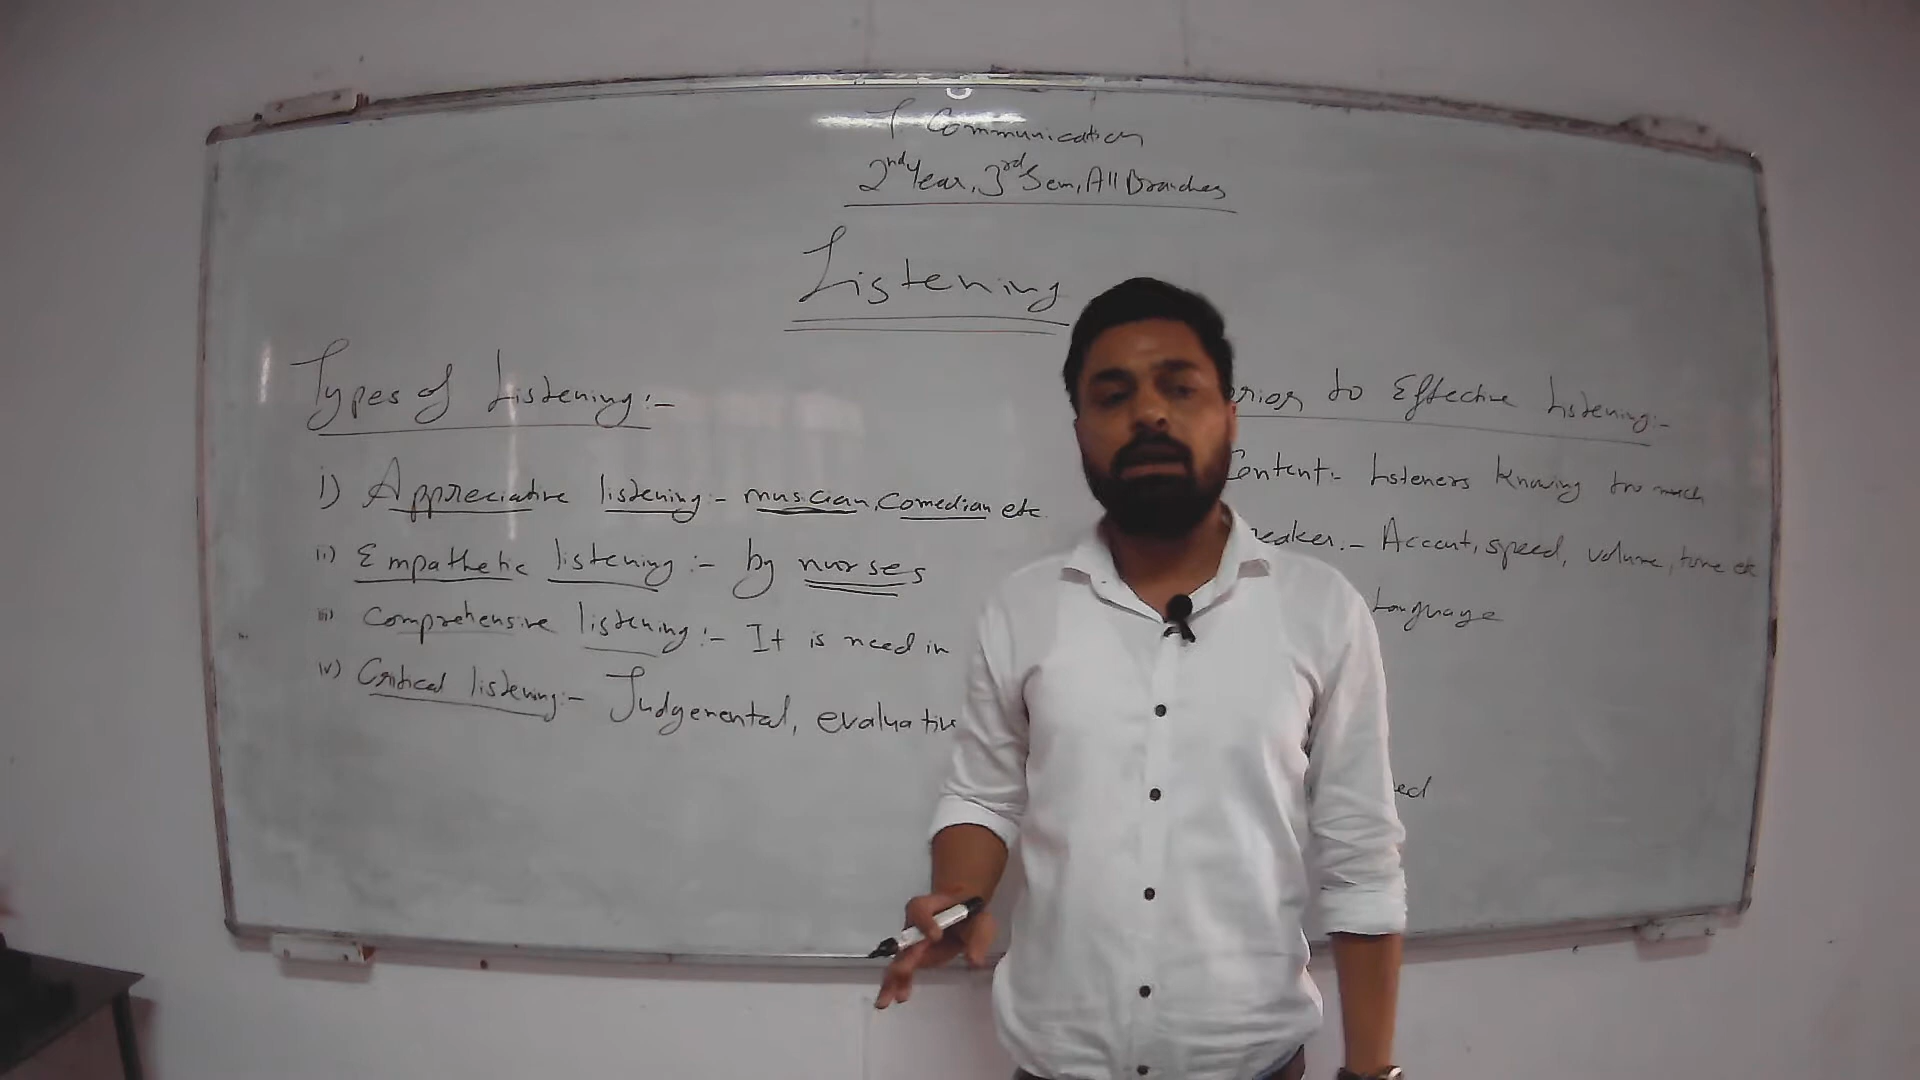 T Communication
2nd Year, 3rd Sem, All Branches
Listening
Types of Listening:-
i) Appreciative listening:- musician, Comedian etc.
ii) Empathetic listening:- by nurses
iii) Comprehensive listening:- It is need in
iv) Critical listening:- Judgemental, evaluative
to Effective Listening:-
Content:- Listeners Knowing too much
eaker.- Accent, speed, volume, tone etc
Language
ed